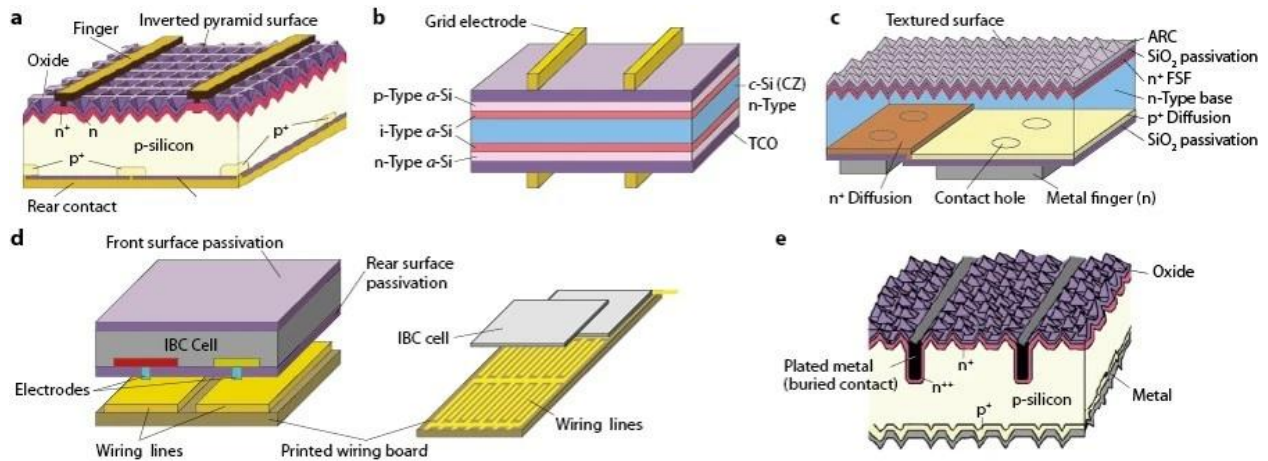 a
Inverted pyramid surface
Finger
Oxide
n+
n
p+
p-silicon
p+
Rear contact
b
Grid electrode
p-Type a-Si
i-Type a-Si
n-Type a-Si
c-Si (CZ)
n-Type
TCO
c
Textured surface
ARC
SiO₂ passivation
n⁺ FSF
n-Type base
p⁺ Diffusion
SiO₂ passivation
n⁺ Diffusion
Contact hole
Metal finger (n)
d
Front surface passivation
Rear surface
passivation
IBC Cell
Electrodes
Wiring lines
Printed wiring board
IBC cell
Wiring lines
e
Oxide
Plated metal
(buried contact)
n⁺
n⁺⁺
p-silicon
p⁺
Metal